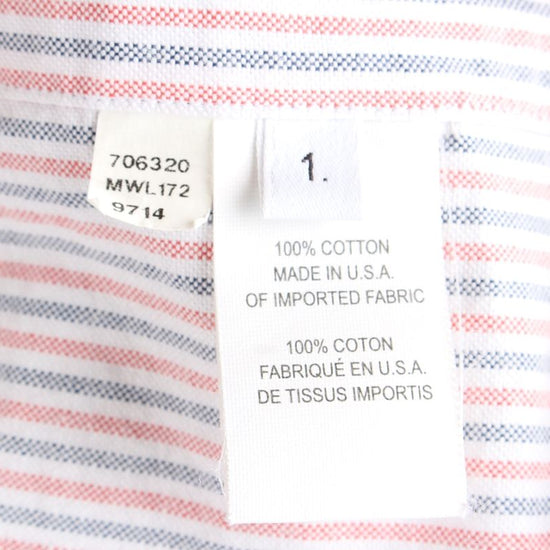 706320
MWL172
9714
1.
100% COTTON
MADE IN U.S.A.
OF IMPORTED FABRIC
100% COTON
FABRIQUÉ EN U.S.A.
DE TISSUS IMPORTIS